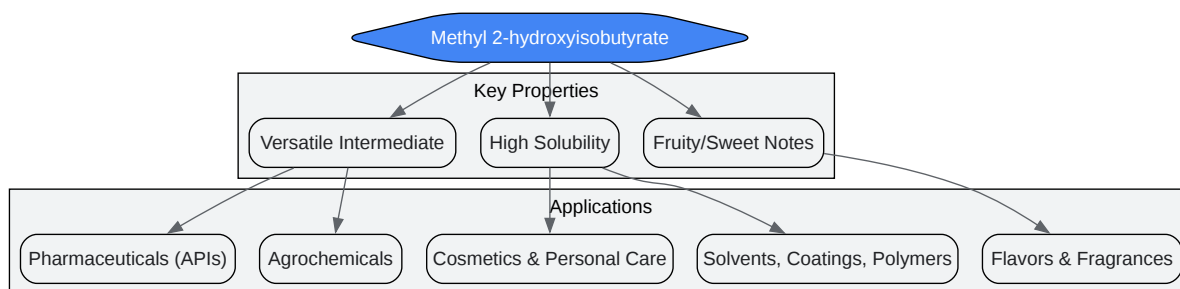 Methyl 2-hydroxyisobutyrate
Key Properties
Versatile Intermediate
High Solubility
Fruity/Sweet Notes
Applications
Pharmaceuticals (APIs)
Agrochemicals
Cosmetics & Personal Care
Solvents, Coatings, Polymers
Flavors & Fragrances